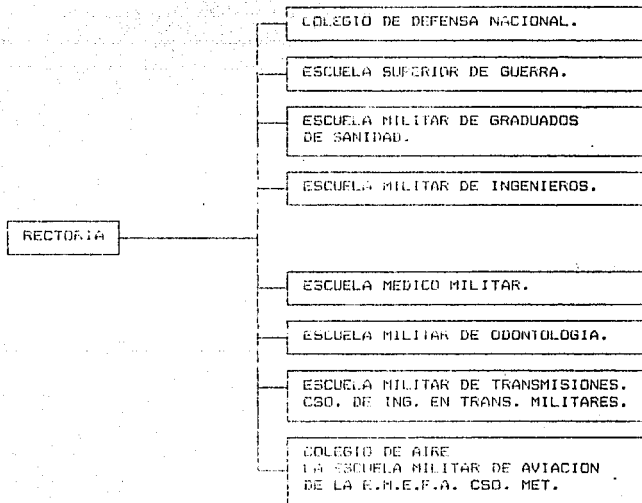 COLEGIO DE DEFENSA NACIONAL.
ESCUELA SUPERIOR DE GUERRA.
ESCUELA MILITAR DE GRADUADOS
DE SANIDAD.
ESCUELA MILITAR DE INGENIEROS.
RECTORIA
ESCUELA MEDICO MILITAR.
ESCUELA MILITAR DE ODONTOLOGIA.
ESCUELA MILITAR DE TRANSMISIONES.
CSO. DE ING. EN TRANS. MILITARES.
COLEGIO DE AIRE
LA ESCUELA MILITAR DE AVIACION
DE LA E.M.E.F.A. CSO. MET.